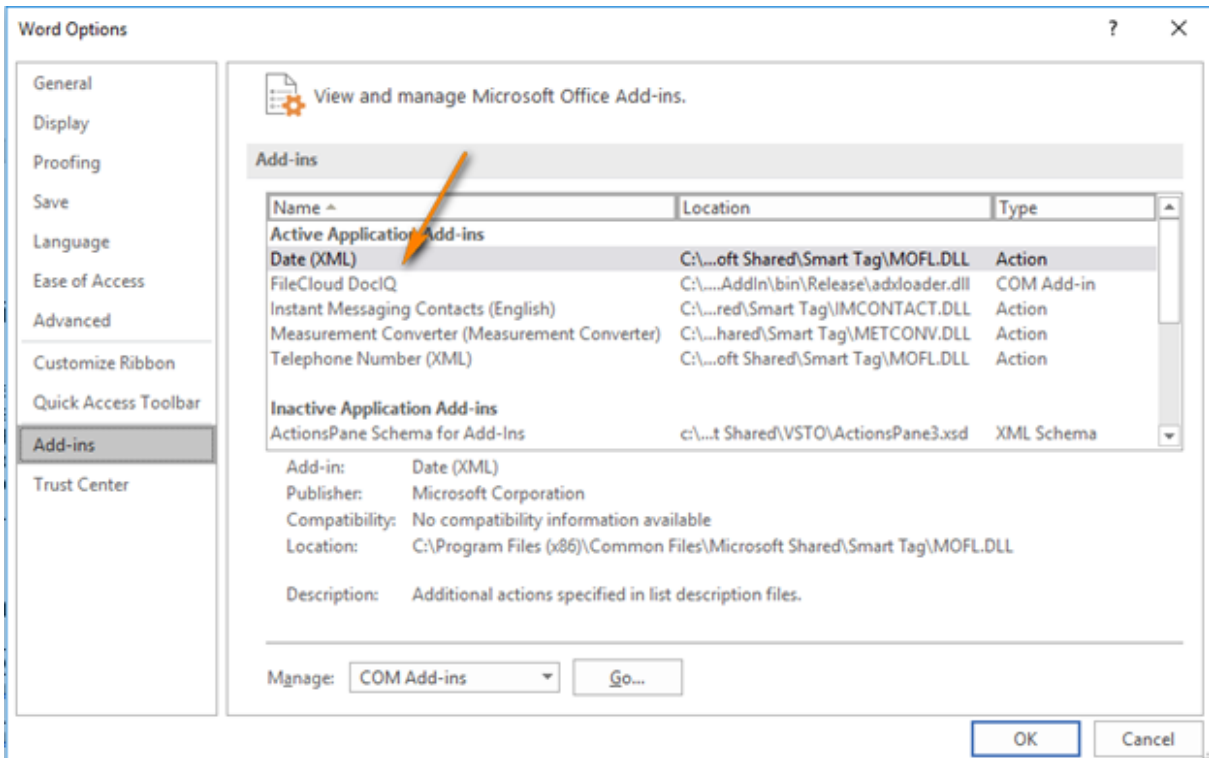 Word Options
?
General
Display
Proofing
Save
Language
Ease of Access
Advanced
Customize Ribbon
Quick Access Toolbar
Add-ins
Trust Center
View and manage Microsoft Office Add-ins.
Add-ins
Name Location Type
Active Application Add-ins
Date (XML) C:\...oft Shared\Smart Tag\MOFL.DLL Action
FileCloud DocIQ C:\....AddIn\bin\Release\adxloader.dll COM Add-in
Instant Messaging Contacts (English) C:\...red\Smart Tag\IMCONTACT.DLL Action
Measurement Converter (Measurement Converter) C:\...hared\Smart Tag\METCONV.DLL Action
Telephone Number (XML) C:\...oft Shared\Smart Tag\MOFL.DLL Action
Inactive Application Add-ins
ActionsPane Schema for Add-Ins c:\...t Shared\VSTO\ActionsPane3.xsd XML Schema
Add-in: Date (XML)
Publisher: Microsoft Corporation
Compatibility: No compatibility information available
Location: C:\Program Files (x86)\Common Files\Microsoft Shared\Smart Tag\MOFL.DLL
Description: Additional actions specified in list description files.
Manage: COM Add-ins Go...
OK Cancel